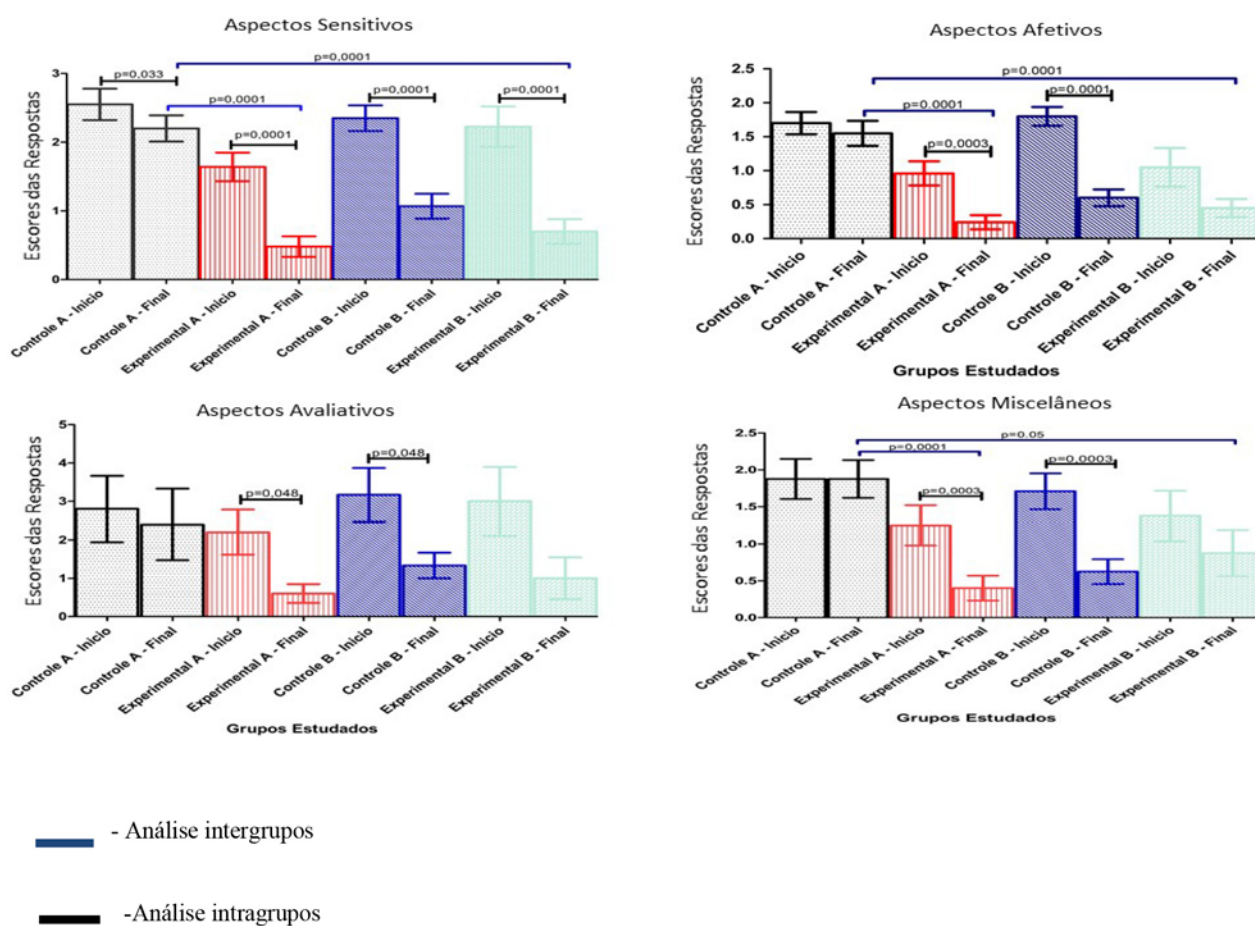 Aspectos Sensitivos
p=0,0001
p=0,033
p=0,0001
p=0,0001
p=0,0001
p=0,0001
Escores das Respostas
3
2
1
0
Controle A - Inicio
Controle A - Final
Experimental A - Inicio
Experimental A - Final
Controle B - Inicio
Controle B - Final
Experimental B - Inicio
Experimental B - Final
Aspectos Afetivos
p=0.0001
p=0.0001
p=0.0001
p=0.0003
Escores das Respostas
2.5
2.0
1.5
1.0
0.5
0.0
Controle A - Inicio
Controle A - Final
Experimental A - Inicio
Experimental A - Final
Controle B - Inicio
Controle B - Final
Experimental B - Inicio
Experimental B - Final
Grupos Estudados
Aspectos Avaliativos
p=0,048
p=0,048
Escores das Respostas
5
4
3
2
1
0
Controle A - Inicio
Controle A - Final
Experimental A - Inicio
Experimental A - Final
Controle B - Inicio
Controle B - Final
Experimental B - Inicio
Experimental B - Final
Grupos Estudados
Aspectos Miscelâneos
p=0.05
p=0,0001
p=0,0003
p=0,0003
Escores das Respostas
2.5
2.0
1.5
1.0
0.5
0.0
Controle A - Inicio
Controle A - Final
Experimental A - Inicio
Experimental A - Final
Controle B - Inicio
Controle B - Final
Experimental B - Inicio
Experimental B - Final
Grupos Estudados
- Análise intergrupos
-Análise intragrupos